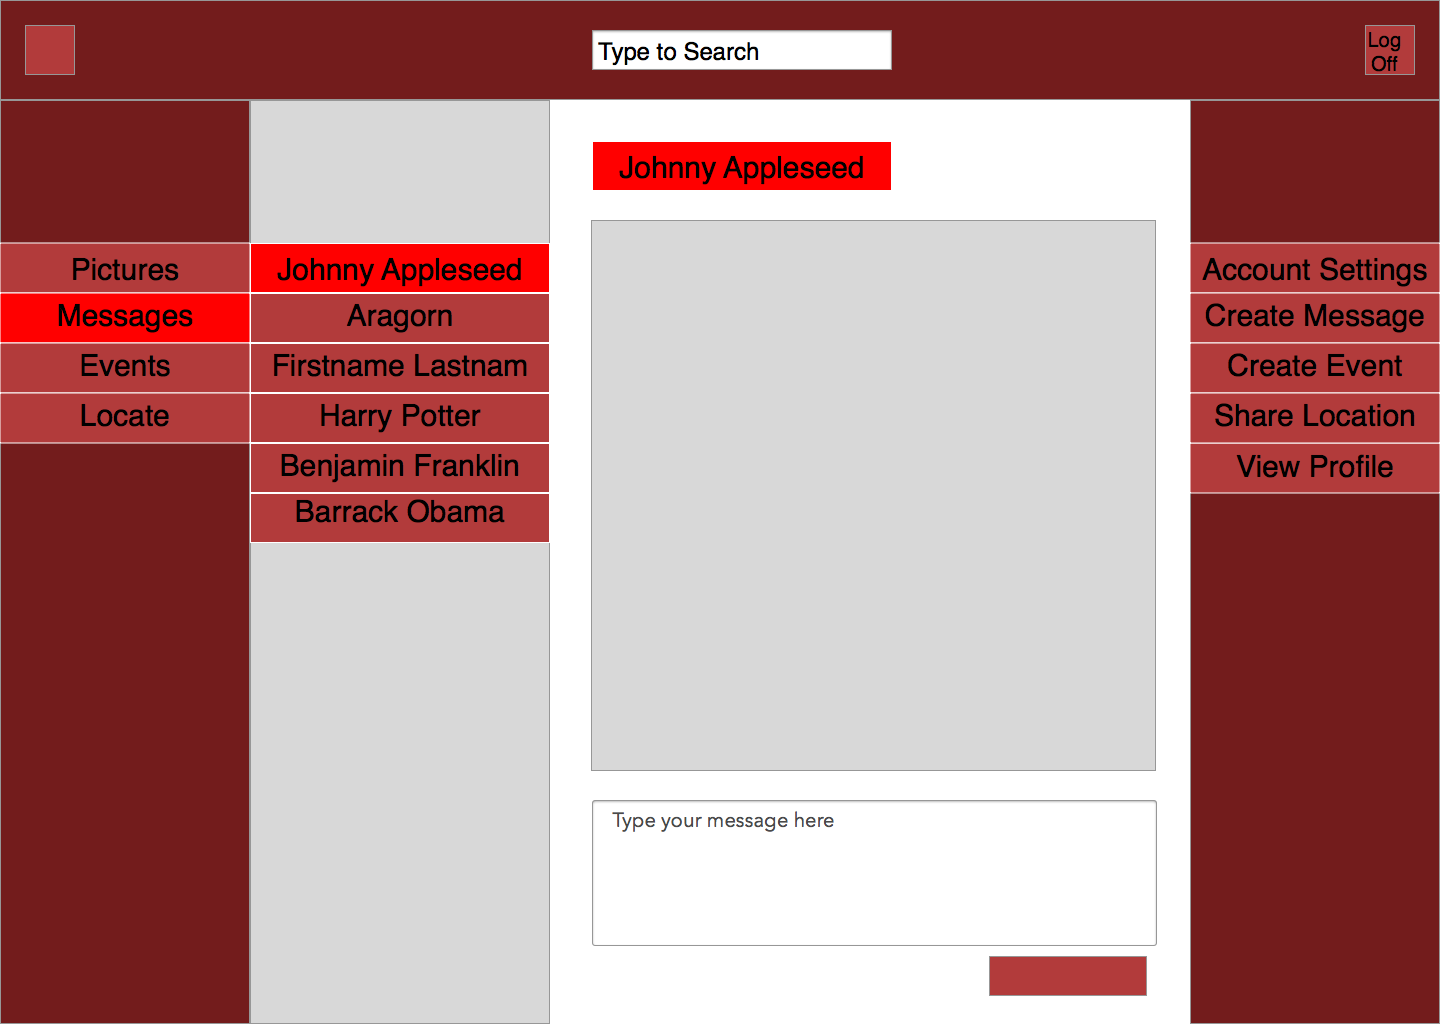 Type to Search
Log
Off
Johnny Appleseed
Pictures
Messages
Events
Locate
Johnny Appleseed
Aragorn
Firstname Lastnam
Harry Potter
Benjamin Franklin
Barrack Obama
Type your message here
Account Settings
Create Message
Create Event
Share Location
View Profile